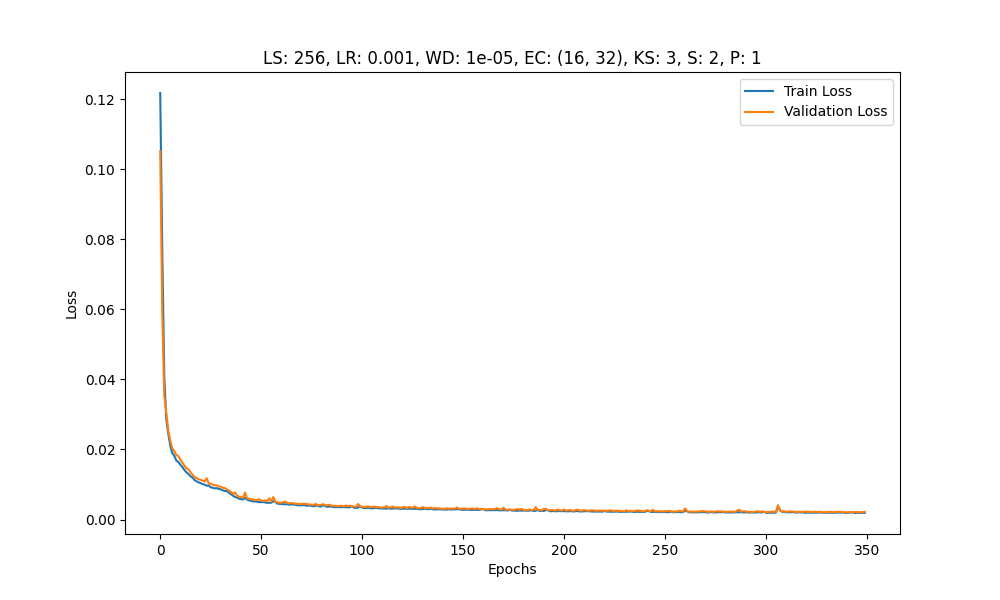 LS: 256, LR: 0.001, WD: 1e-05, EC: (16, 32), KS: 3, S: 2, P: 1
Train Loss
Validation Loss
0.12
0.10
0.08
0.06
0.04
0.02
0.00
Loss
0 50 100 150 200 250 300 350
Epochs